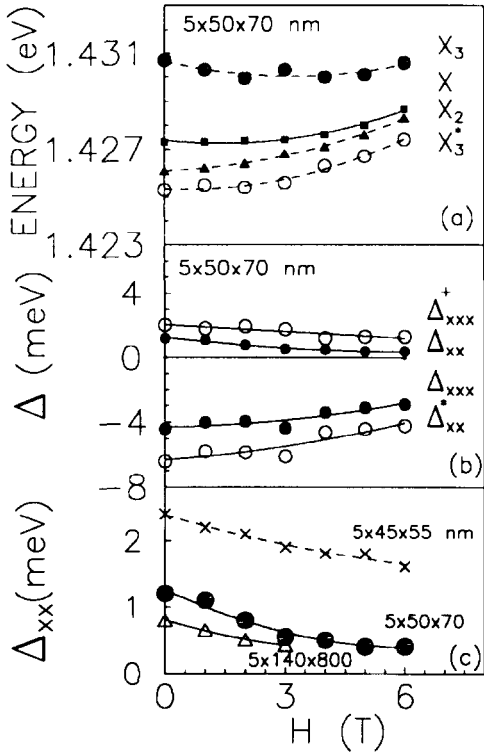 5x50x70 nm
ENERGY (eV)
1.431
1.427
1.423
X₃
X
X₂
X₃*
(a)
5x50x70 nm
Δ (meV)
4
0
−4
−8
Δ⁺xxx
Δxx
Δxxx
Δ*xx
(b)
Δxx(meV)
2
1
0
5x45x55 nm
5x50x70
5x140x800
(c)
0 3 6
H (T)